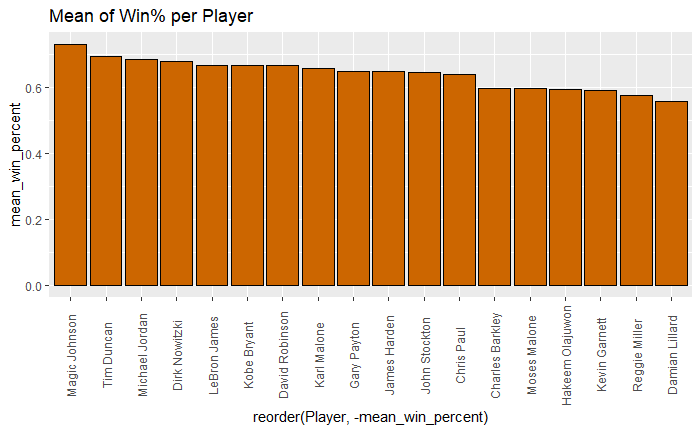 Mean of Win% per Player
mean_win_percent
0.6
0.4
0.2
0.0
Magic Johnson
Tim Duncan
Michael Jordan
Dirk Nowitzki
LeBron James
Kobe Bryant
David Robinson
Karl Malone
Gary Payton
James Harden
John Stockton
Chris Paul
Charles Barkley
Moses Malone
Hakeem Olajuwon
Kevin Garnett
Reggie Miller
Damian Lillard
reorder(Player, -mean_win_percent)